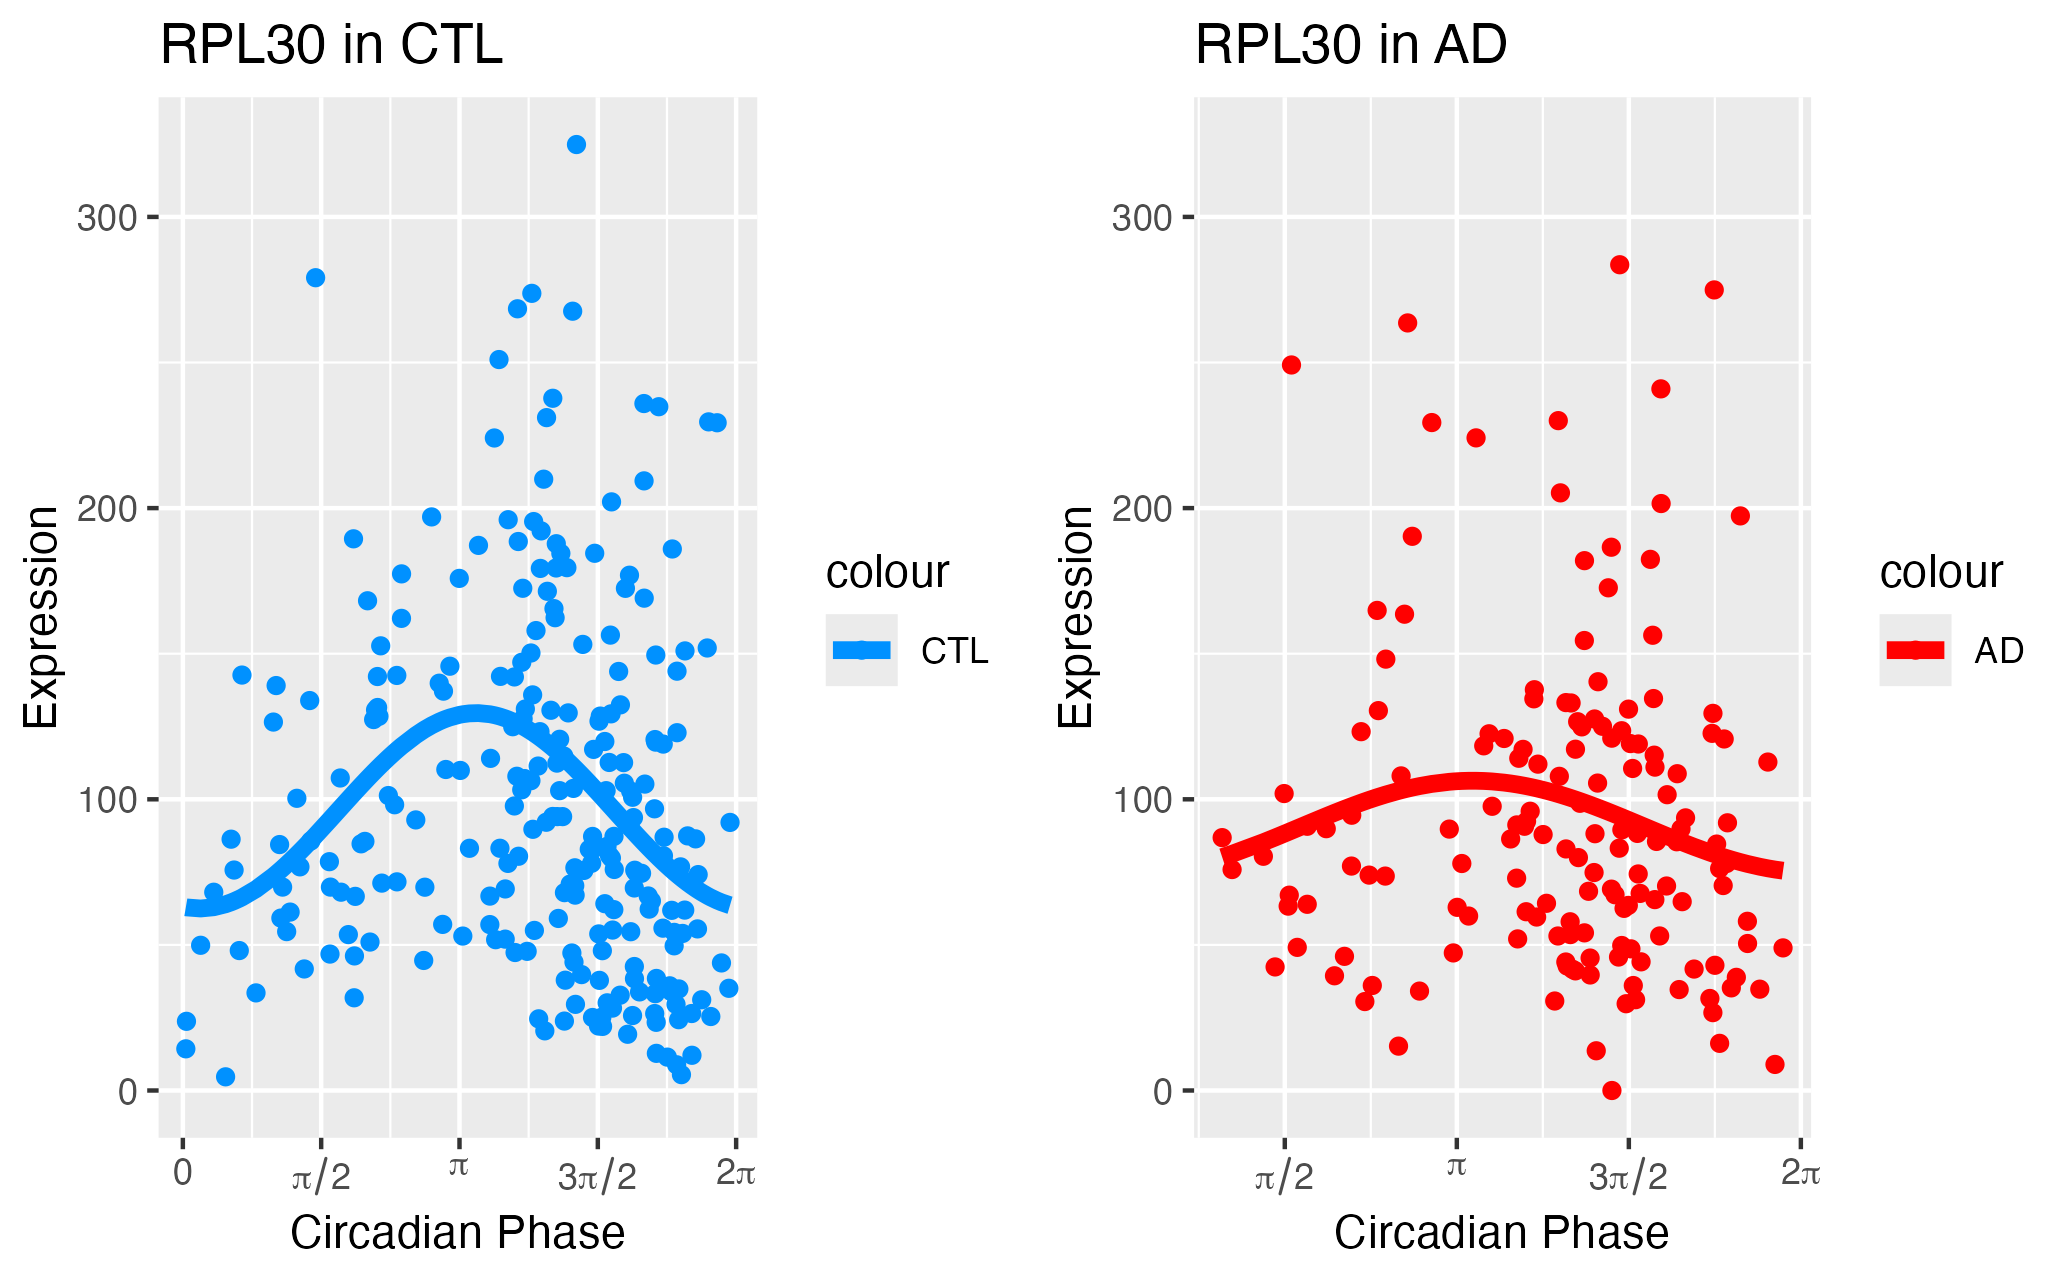 RPL30 in CTL
Expression
300
200
100
0
0 π/2 π 3π/2 2π
Circadian Phase
colour
CTL
RPL30 in AD
Expression
300
200
100
0
π/2 π 3π/2 2π
Circadian Phase
colour
AD